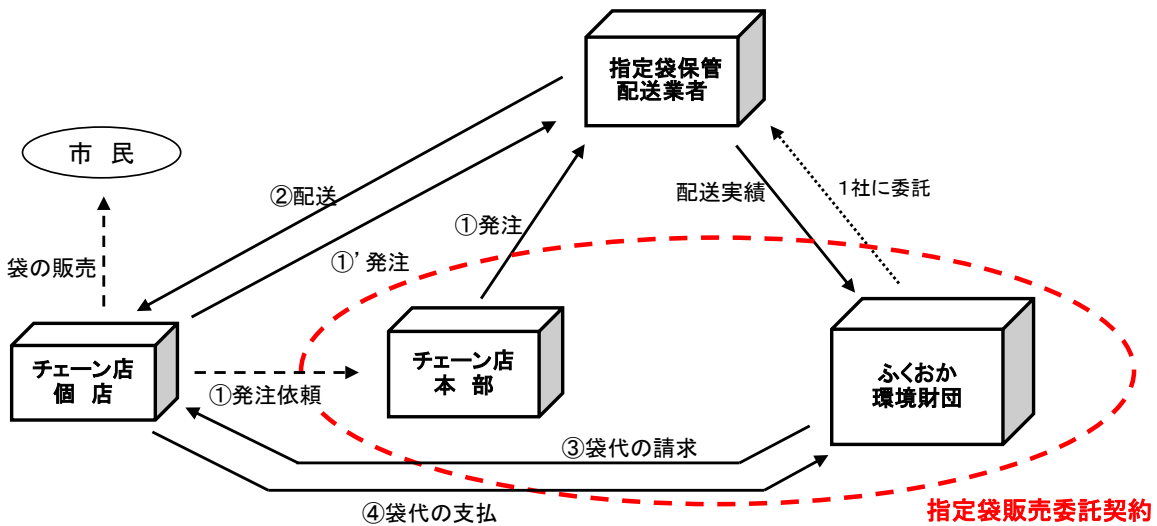 指定袋保管
配送業者
市 民
②配送
配送実績
1社に委託
①発注
①’発注
袋の販売
チェーン店
個 店
チェーン店
本 部
ふくおか
環境財団
①発注依頼
③袋代の請求
④袋代の支払
指定袋販売委託契約